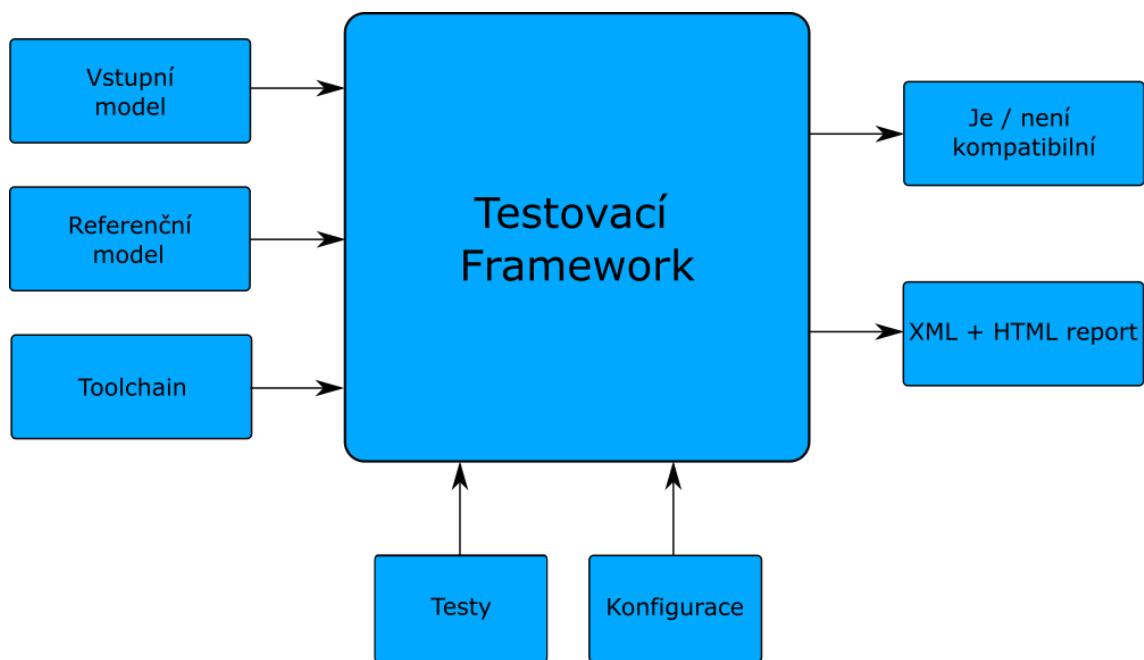 Vstupní
model
Referenční
model
Toolchain
Testovací
Framework
Je / není
kompatibilní
XML + HTML report
Testy
Konfigurace